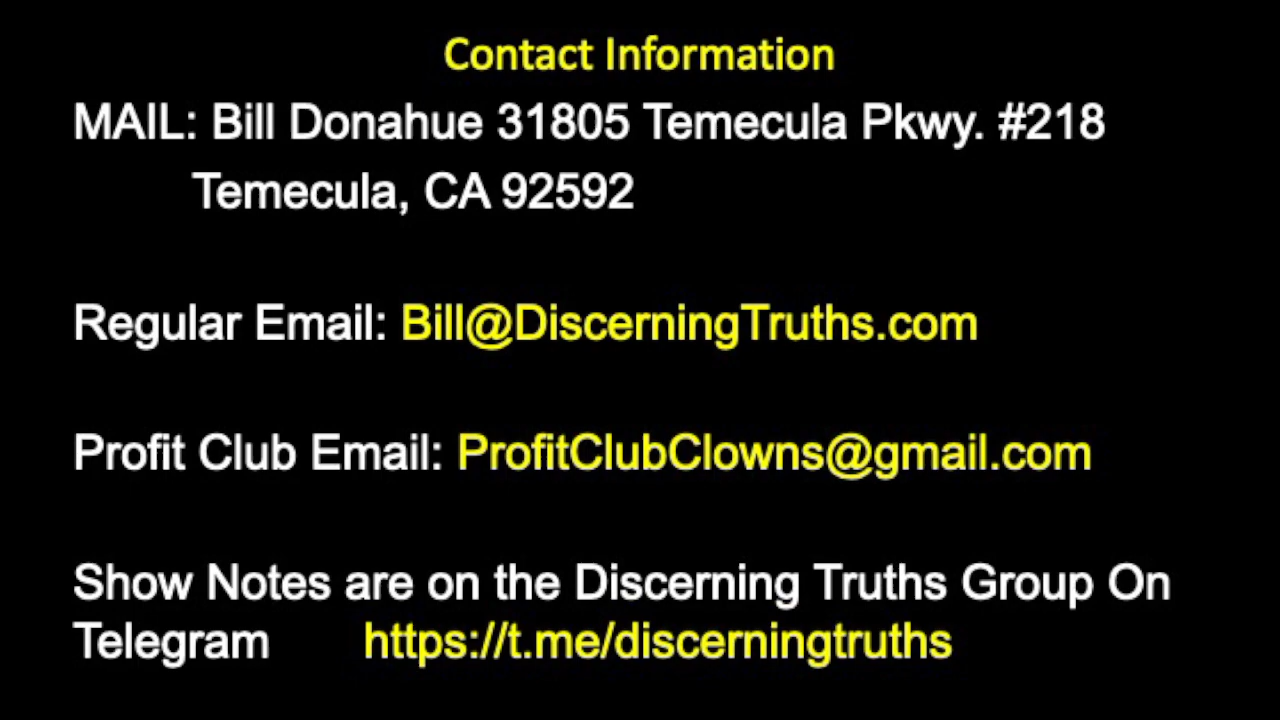 Contact Information
MAIL: Bill Donahue 31805 Temecula Pkwy. #218
Temecula, CA 92592
Regular Email: Bill@DiscerningTruths.com
Profit Club Email: ProfitClubClowns@gmail.com
Show Notes are on the Discerning Truths Group On
Telegram https://t.me/discerningtruths